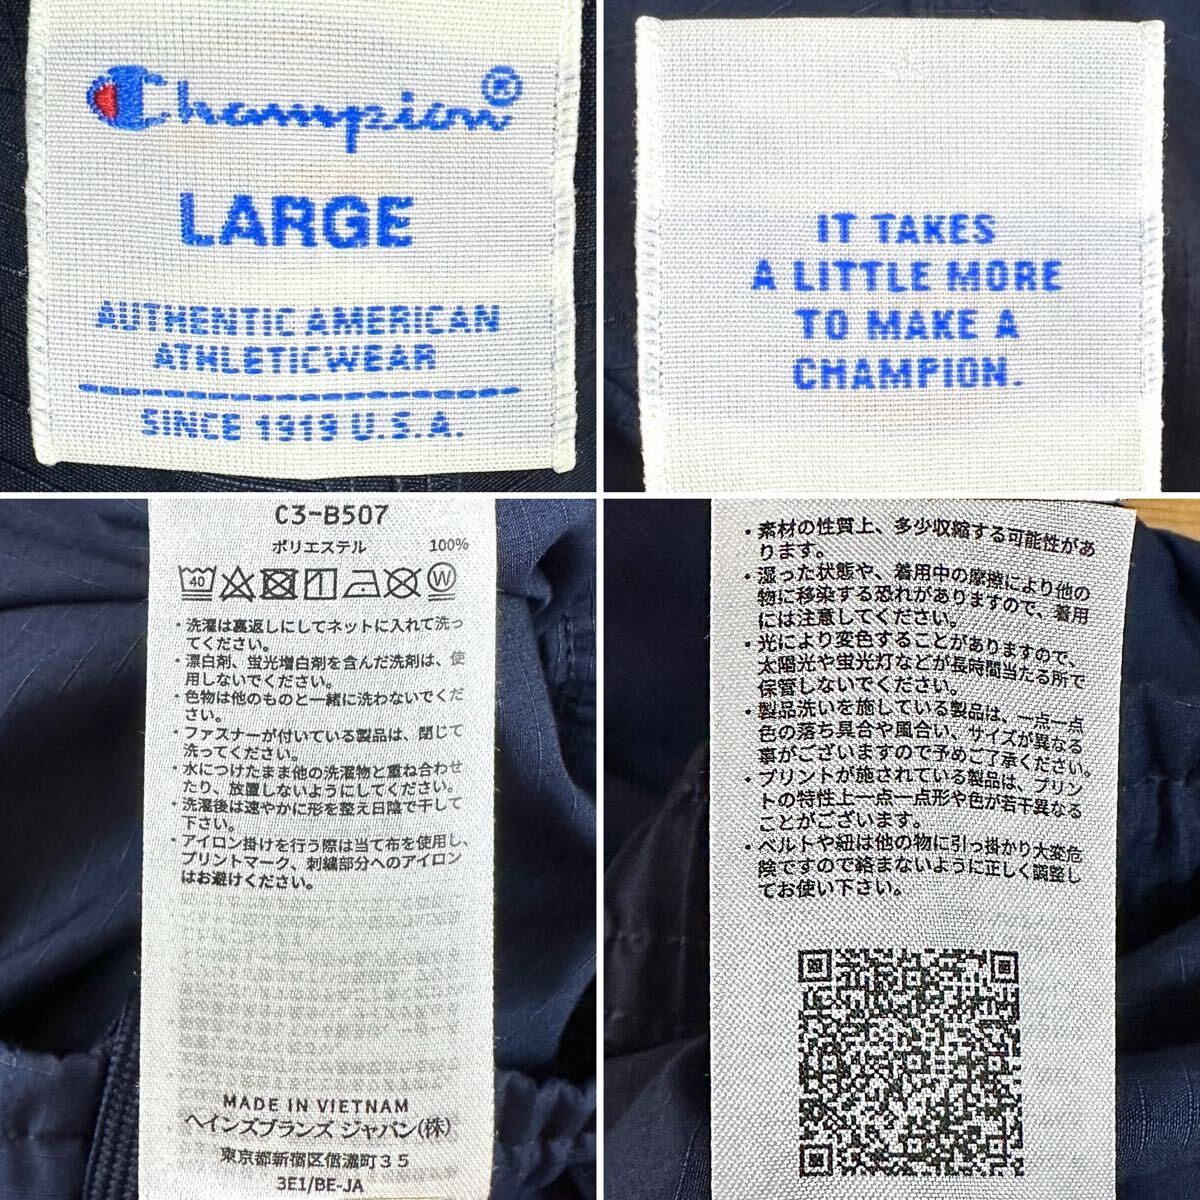 Champion®
LARGE
AUTHENTIC AMERICAN
ATHLETICWEAR
SINCE 1919 U.S.A.
IT TAKES
A LITTLE MORE
TO MAKE A
CHAMPION.
C3-B507
ポリエステル 100%
40
W
・洗濯は裏返しにしてネットに入れて洗っ
てください。
・漂白剤、蛍光増白剤を含んだ洗剤は、使
用しないでください。
・色物は他のものと一緒に洗わないでくだ
さい。
・ファスナーが付いている製品は、閉じて
洗ってください。
・水につけたまま他の洗濯物と重ね合わせ
たり、放置しないようにしてください。
・洗濯後は速やかに形を整え日陰で干して
下さい。
・アイロン掛けを行う際は当て布を使用し、
プリントマーク、刺繍部分へのアイロン
はお避けください。
MADE IN VIETNAM
ヘインズブランズ ジャパン(株)
東京都新宿区信濃町35
3E1/BE-JA
・素材の性質上、多少収縮する可能性があ
ります。
・湿った状態や、着用中の摩擦により他の
物に移染する恐れがありますので、着用
には注意してください。
・光により変色することがありますので、
太陽光や蛍光灯などが長時間当たる所で
保管しないでください。
・製品洗いを施している製品は、一点一点
色の落ち具合や風合い、サイズが異なる
事がございますので予めご了承ください。
・プリントが施されている製品は、プリン
トの特性上一点一点形や色が若干異なる
ことがございます。
・ベルトや紐は他の物に引っ掛かり大変危
険ですので絡まないように正しく調整し
てお使い下さい。